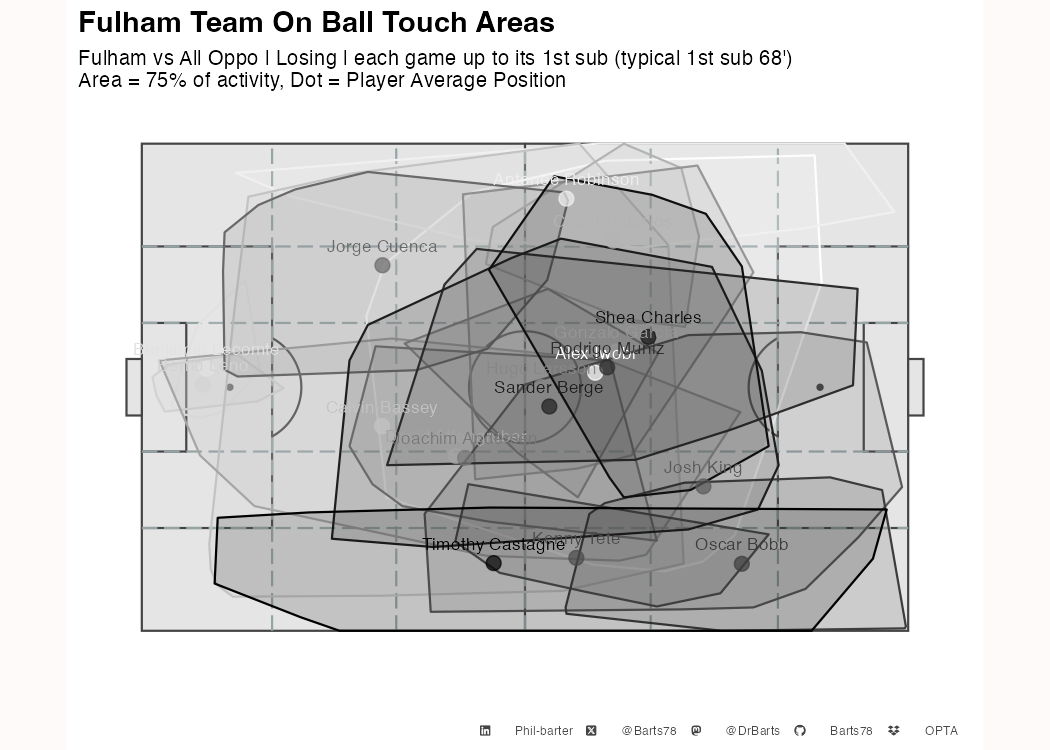 Fulham Team On Ball Touch Areas
Fulham vs All Oppo | Losing | each game up to its 1st sub (typical 1st sub 68')
Area = 75% of activity, Dot = Player Average Position
Antonee Robinson
Jorge Cuenca
Shea Charles
Rodrigo Muniz
Alex Iwobi
Sander Berge
Calvin Bassey
Joachim Andersen
Josh King
Timothy Castagne
Kenny Tete
Oscar Bobb
Phil-barter
@Barts78
@DrBarts
Barts78
OPTA